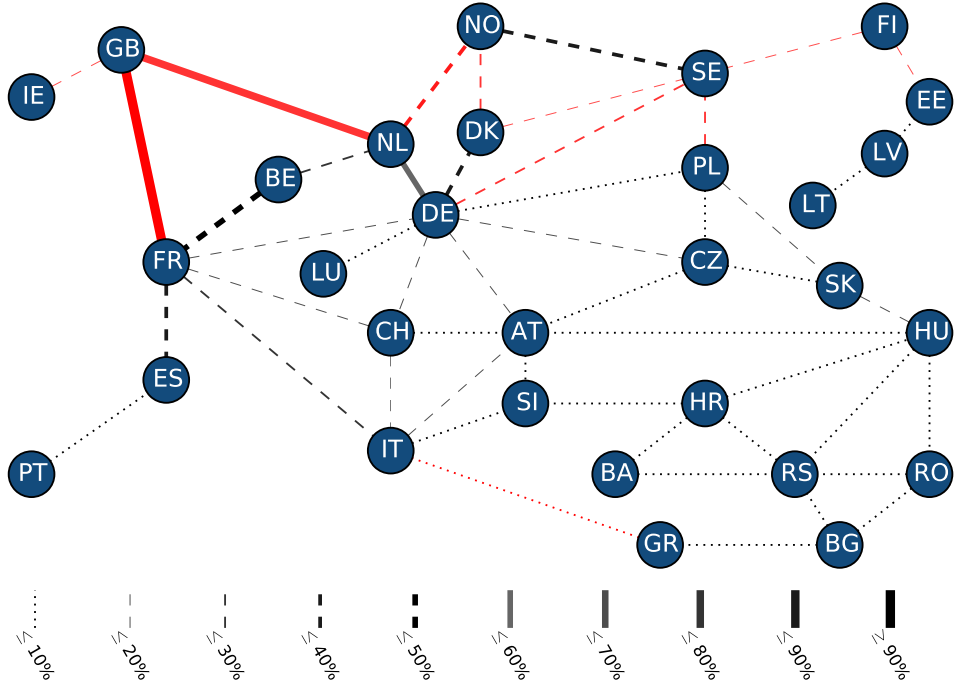 NO
FI
GB
SE
IE
EE
DK
NL
LV
PL
BE
LT
DE
FR
CZ
LU
SK
CH
AT
HU
ES
SI
HR
IT
PT
BA
RS
RO
GR
BG
≤ 10%
≤ 20%
≤ 30%
≤ 40%
≤ 50%
≤ 60%
≤ 70%
≤ 80%
≤ 90%
≥ 90%